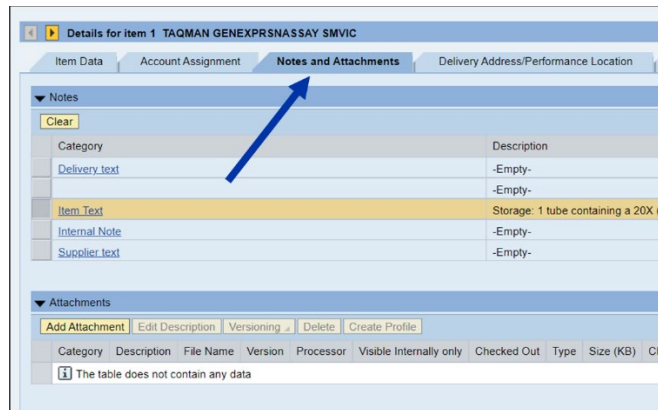 Details for item 1 TAQMAN GENEXPRSNASSAY SMVIC
Item Data Account Assignment Notes and Attachments Delivery Address/Performance Location
Notes
Clear
Category Description
Delivery text -Empty-
-Empty-
Item Text Storage: 1 tube containing a 20X
Internal Note -Empty-
Supplier text -Empty-
Attachments
Add Attachment Edit Description Versioning Delete Create Profile
Category Description File Name Version Processor Visible Internally only Checked Out Type Size (KB)
The table does not contain any data